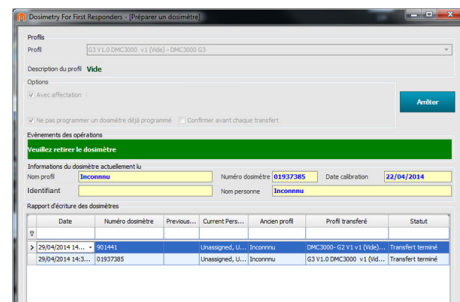 Dosimetry For First Responders - [Préparer un dosimètre]
Profils
Profil G3 V1.0 DMC3000 v1 (Vide) - DMC3000 G3
Description du profil Vide
Options
Avec affectation
Arrêter
Ne pas programmer un dosimètre déjà programmé Confirmer avant chaque transfert
Evènements des opérations
Veuillez retirer le dosimètre
Informations du dosimètre actuellement lu
Nom profil Inconnnu Numéro dosimètre 01937385 Date calibration 22/04/2014
Identifiant Nom personne Inconnnu
Rapport d'écriture des dosimètres
Date Numéro dosimètre Previous... Current Pers... Ancien profil Profil transféré Statut
29/04/2014 14... 901441 Unassigned, U... Inconnnu DMC3000- G2 V1 v1 (Vide)... Transfert terminé
29/04/2014 14:3... 01937385 Unassigned, U... Inconnnu G3 V1.0 DMC3000 v1 (Vid... Transfert terminé